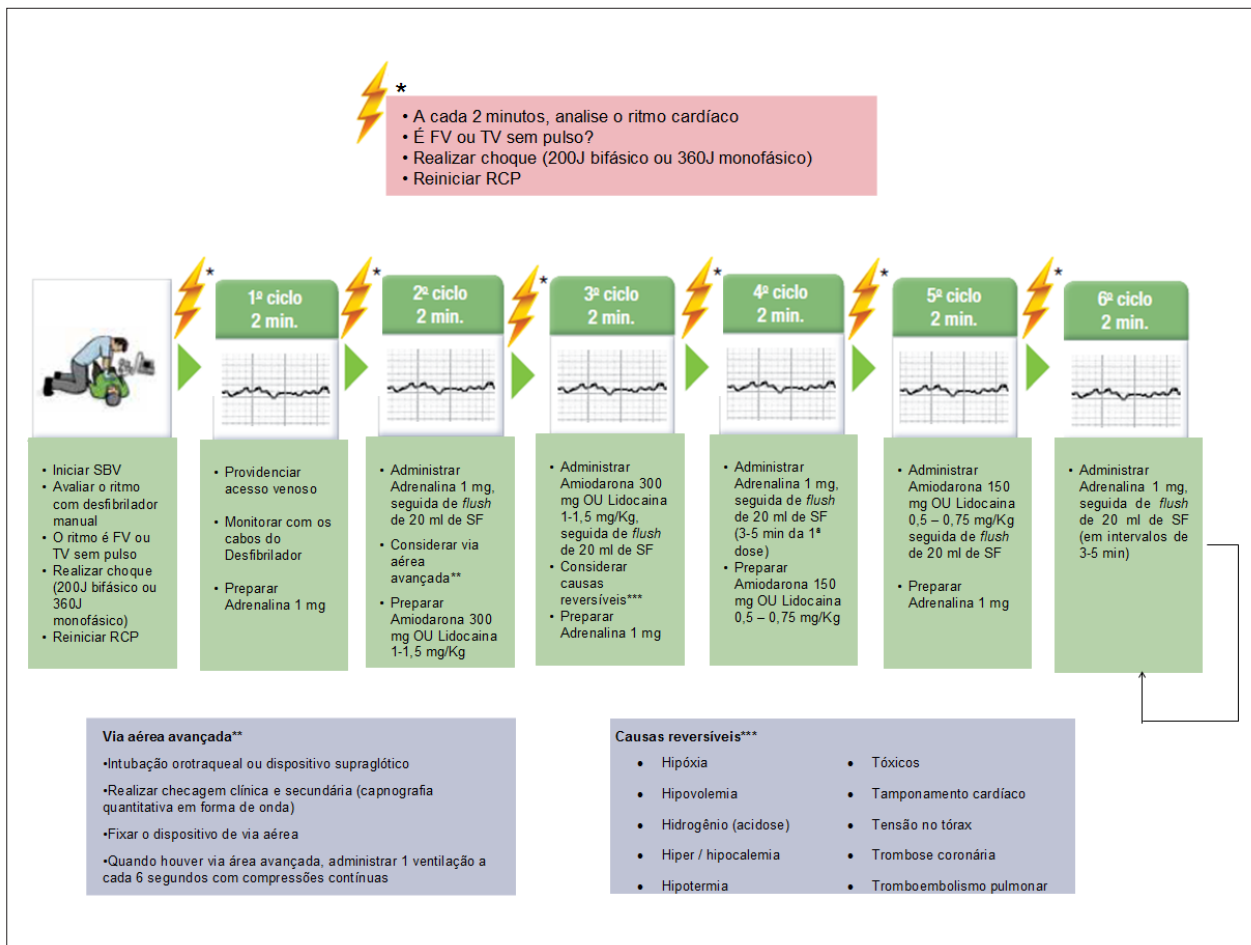 *
• A cada 2 minutos, analise o ritmo cardíaco
• É FV ou TV sem pulso?
• Realizar choque (200J bifásico ou 360J monofásico)
• Reiniciar RCP
*
*
*
*
*
*
1º ciclo
2 min.
2º ciclo
2 min.
3º ciclo
2 min.
4º ciclo
2 min.
5º ciclo
2 min.
6º ciclo
2 min.
• Iniciar SBV
• Avaliar o ritmo
com desfibrilador
manual
• O ritmo é FV ou
TV sem pulso
• Realizar choque
(200J bifásico ou
360J
monofásico)
• Reiniciar RCP
• Providenciar
acesso venoso
• Monitorar com os
cabos do
Desfibrilador
• Preparar
Adrenalina 1 mg
• Administrar
Adrenalina 1 mg,
seguida de flush
de 20 ml de SF
• Considerar via
aérea
avançada**
• Preparar
Amiodarona 300
mg OU Lidocaina
1-1,5 mg/Kg
• Administrar
Amiodarona 300
mg OU Lidocaina
1-1,5 mg/Kg,
seguida de flush
de 20 ml de SF
• Considerar
causas
reversíveis***
• Preparar
Adrenalina 1 mg
• Administrar
Adrenalina 1 mg,
seguida de flush
de 20 ml de SF
(3-5 min da 1ª
dose)
• Preparar
Amiodarona 150
mg OU Lidocaina
0,5 – 0,75 mg/Kg
• Administrar
Amiodarona 150
mg OU Lidocaina
0,5 – 0,75 mg/Kg
seguida de flush
de 20 ml de SF
• Preparar
Adrenalina 1 mg
• Administrar
Adrenalina 1 mg,
seguida de flush
de 20 ml de SF
(em intervalos de
3-5 min)
Via aérea avançada**
•Intubação orotraqueal ou dispositivo supraglótico
•Realizar checagem clínica e secundária (capnografia
quantitativa em forma de onda)
•Fixar o dispositivo de via aérea
•Quando houver via área avançada, administrar 1 ventilação a
cada 6 segundos com compressões contínuas
Causas reversíveis***
• Hipóxia
• Hipovolemia
• Hidrogênio (acidose)
• Hiper / hipocalemia
• Hipotermia
• Tóxicos
• Tamponamento cardíaco
• Tensão no tórax
• Trombose coronária
• Tromboembolismo pulmonar